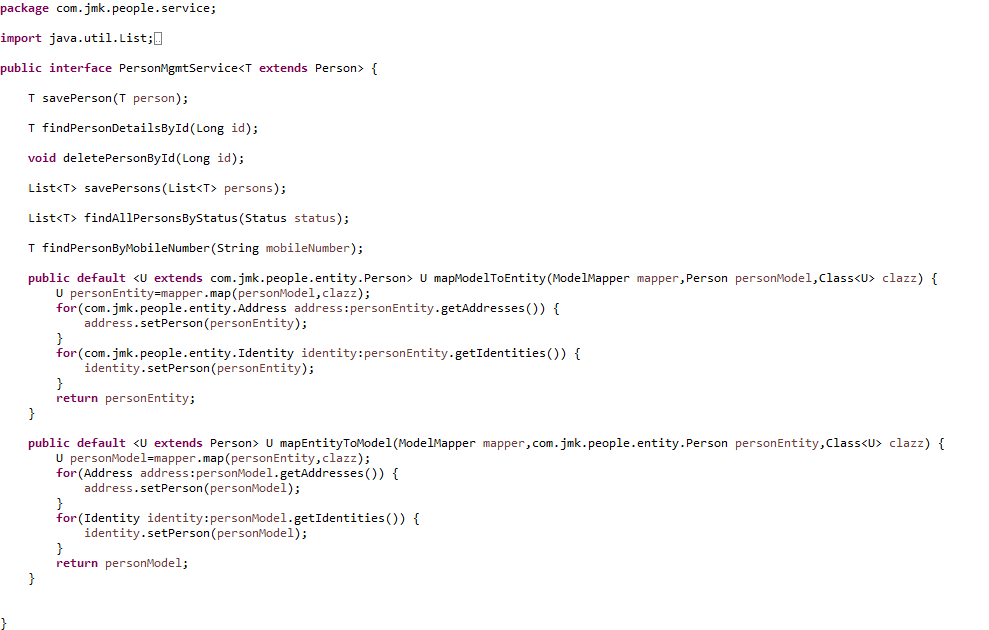 package com.jmk.people.service;
import java.util.List;
public interface PersonMgmtService<T extends Person> {
T savePerson(T person);
T findPersonDetailsById(Long id);
void deletePersonById(Long id);
List<T> savePersons(List<T> persons);
List<T> findAllPersonsByStatus(Status status);
T findPersonByMobileNumber(String mobileNumber);
public default <U extends com.jmk.people.entity.Person> U mapModelToEntity(ModelMapper mapper,Person personModel,Class<U> clazz) {
U personEntity=mapper.map(personModel,clazz);
for(com.jmk.people.entity.Address address:personEntity.getAddresses()) {
address.setPerson(personEntity);
}
for(com.jmk.people.entity.Identity identity:personEntity.getIdentities()) {
identity.setPerson(personEntity);
}
return personEntity;
}
public default <U extends Person> U mapEntityToModel(ModelMapper mapper,com.jmk.people.entity.Person personEntity,Class<U> clazz) {
U personModel=mapper.map(personEntity,clazz);
for(Address address:personModel.getAddresses()) {
address.setPerson(personModel);
}
for(Identity identity:personModel.getIdentities()) {
identity.setPerson(personModel);
}
return personModel;
}
}